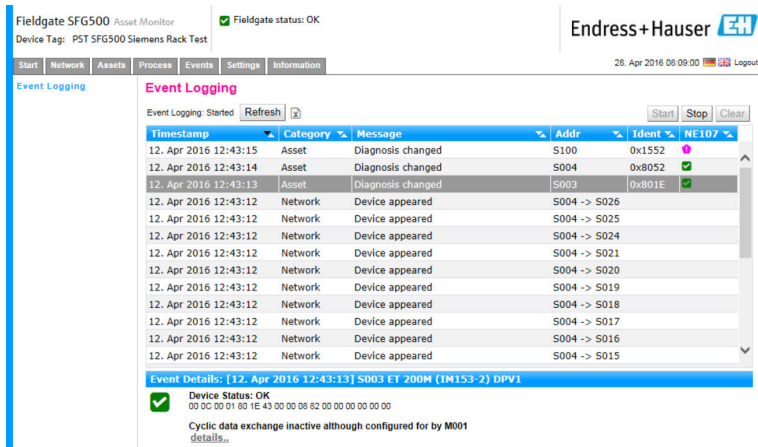 Fieldgate SFG500 Asset Monitor
Device Tag: PST SFG500 Siemens Rack Test
Fieldgate status: OK
Endress+Hauser EH
Start Network Assets Process Events Settings Information
28. Apr 2016 08:09:00 Logout
Event Logging
Event Logging
Event Logging: Started Refresh
Start Stop Clear
Timestamp Category Message Addr Ident NE107
12. Apr 2016 12:43:15 Asset Diagnosis changed S100 0x1552
12. Apr 2016 12:43:14 Asset Diagnosis changed S004 0x8052
12. Apr 2016 12:43:13 Asset Diagnosis changed S003 0x801E
12. Apr 2016 12:43:12 Network Device appeared S004 -> S026
12. Apr 2016 12:43:12 Network Device appeared S004 -> S025
12. Apr 2016 12:43:12 Network Device appeared S004 -> S024
12. Apr 2016 12:43:12 Network Device appeared S004 -> S021
12. Apr 2016 12:43:12 Network Device appeared S004 -> S020
12. Apr 2016 12:43:12 Network Device appeared S004 -> S019
12. Apr 2016 12:43:12 Network Device appeared S004 -> S018
12. Apr 2016 12:43:12 Network Device appeared S004 -> S017
12. Apr 2016 12:43:12 Network Device appeared S004 -> S016
12. Apr 2016 12:43:12 Network Device appeared S004 -> S015
Event Details: [12. Apr 2016 12:43:13] S003 ET 200M (IM153-2) DPV1
Device Status: OK
00 0C 00 01 80 1E 43 00 00 08 82 00 00 00 00 00 00
Cyclic data exchange inactive although configured for by M001
details..